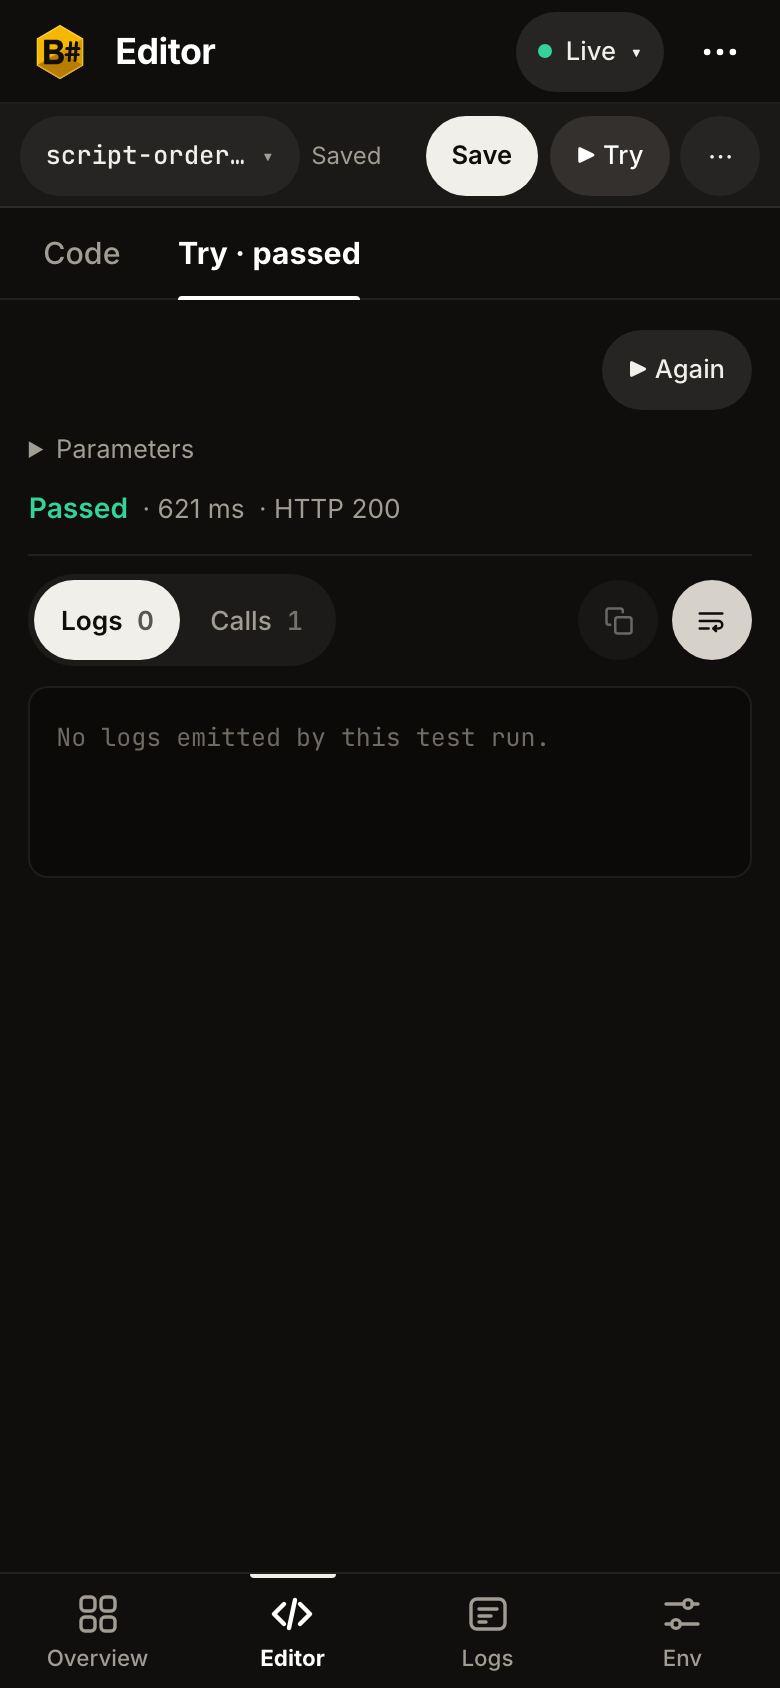 B# Editor Live ▾ ···
script-order… ▾ Saved Save ▶ Try ···
Code Try · passed
▶ Again
▶ Parameters
Passed · 621 ms · HTTP 200
Logs 0 Calls 1
No logs emitted by this test run.
Overview Editor Logs Env